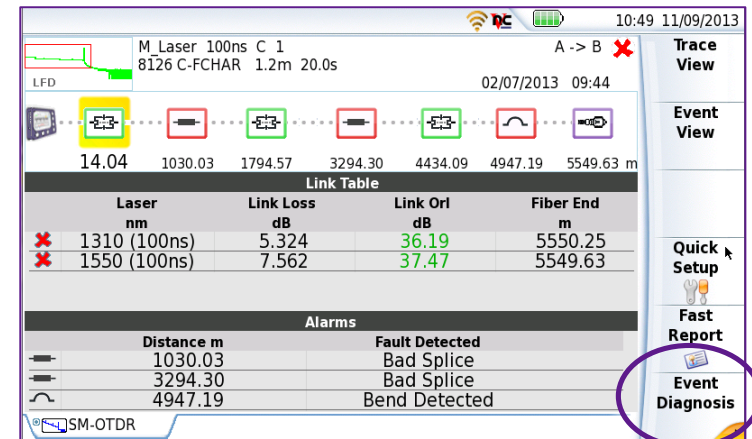 10:49 11/09/2013
LFD
M_Laser 100ns C 1
8126 C-FCHAR 1.2m 20.0s
A -> B
02/07/2013 09:44
14.04 1030.03 1794.57 3294.30 4434.09 4947.19 5549.63 m
Link Table
Laser Link Loss Link Orl Fiber End
nm dB dB m
1310 (100ns) 5.324 36.19 5550.25
1550 (100ns) 7.562 37.47 5549.63
Alarms
Distance m Fault Detected
1030.03 Bad Splice
3294.30 Bad Splice
4947.19 Bend Detected
SM-OTDR
Trace
View
Event
View
Quick
Setup
Fast
Report
Event
Diagnosis